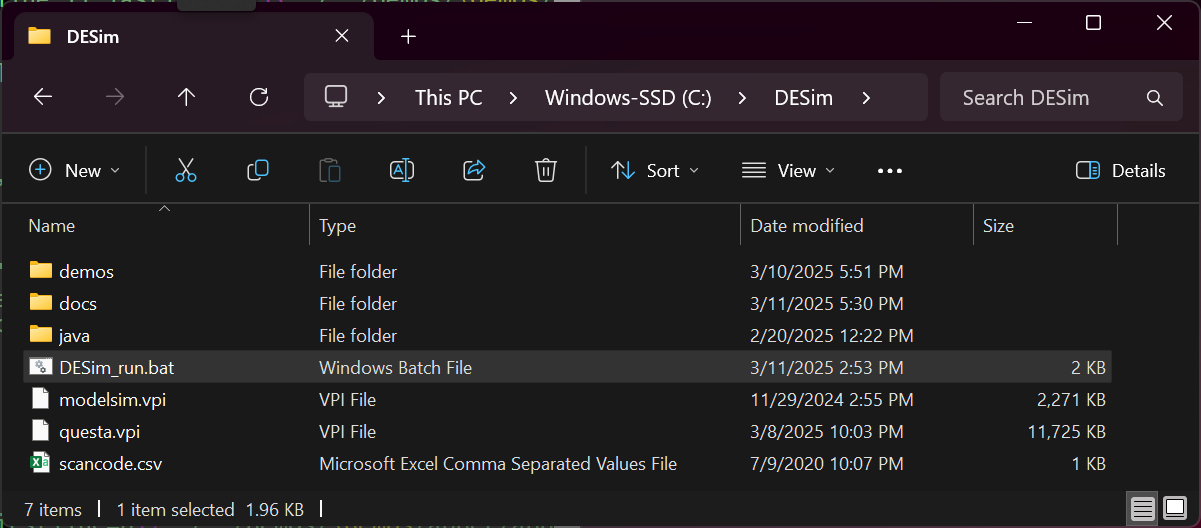 DESim
This PC Windows-SSD (C:) DESim Search DESim
New Sort View Details
Name Type Date modified Size
demos File folder 3/10/2025 5:51 PM
docs File folder 3/11/2025 5:30 PM
java File folder 2/20/2025 12:22 PM
DESim_run.bat Windows Batch File 3/11/2025 2:53 PM 2 KB
modelsim.vpi VPI File 11/29/2024 2:55 PM 2,271 KB
questa.vpi VPI File 3/8/2025 10:03 PM 11,725 KB
scancode.csv Microsoft Excel Comma Separated Values File 7/9/2020 10:07 PM 1 KB
7 items 1 item selected 1.96 KB